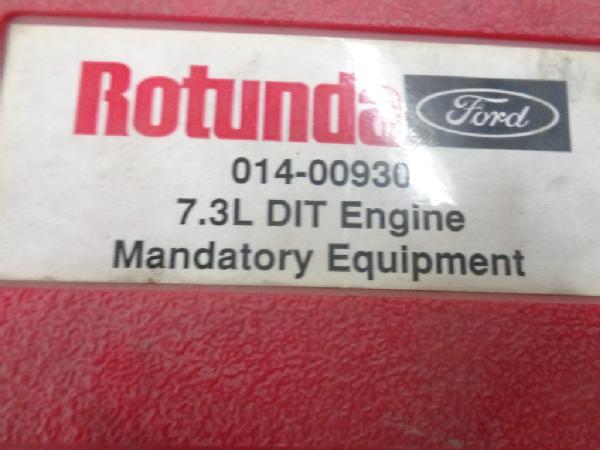 Rotunda Ford
014-00930
7.3L DIT Engine
Mandatory Equipment